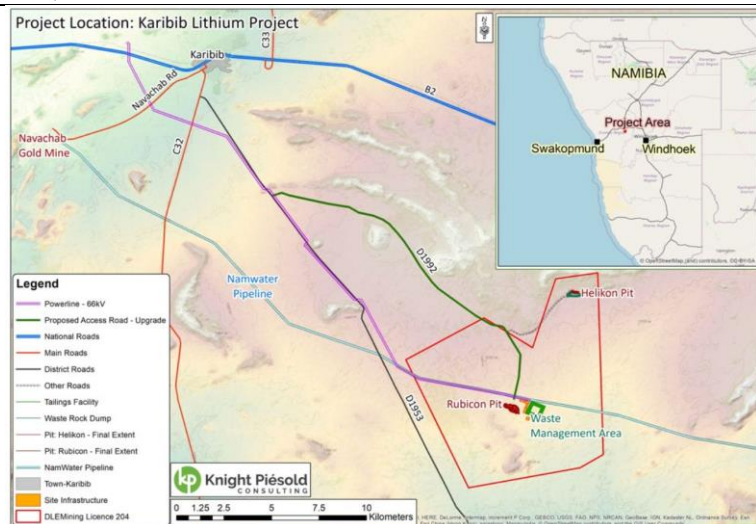 Project Location: Karibib Lithium Project
Karibib
C33
B2
Navachab Rd
C32
Navachab
Gold Mine
NAMIBIA
Project Area
Swakopmund
Windhoek
D1992
Namwater
Pipeline
Helikon Pit
D1953
Rubicon Pit
Waste
Management Area
Legend
Powerline - 66kV
Proposed Access Road - Upgrade
National Roads
Main Roads
District Roads
Other Roads
Tailings Facility
Waste Rock Dump
Pit: Helikon - Final Extent
Pit: Rubicon - Final Extent
NamWater Pipeline
Town-Karibib
Site Infrastructure
DLEMining Licence 204
kp Knight Piésold
CONSULTING
0 1.25 2.5 5 7.5 10
Kilometers